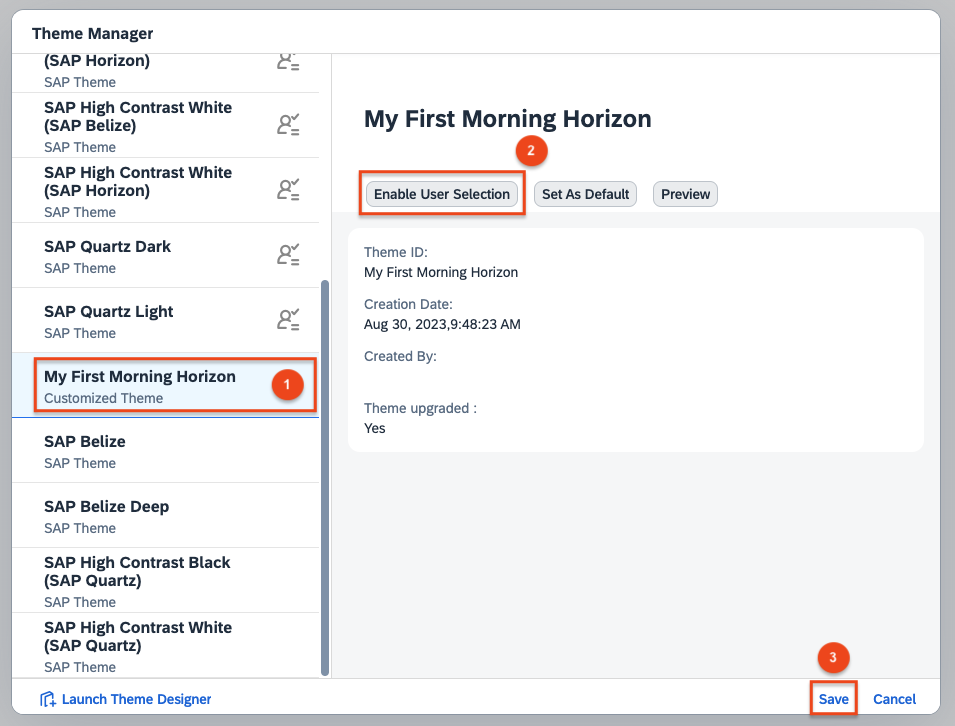 Theme Manager
(SAP Horizon)
SAP Theme
SAP High Contrast White
(SAP Belize)
SAP Theme
SAP High Contrast White
(SAP Horizon)
SAP Theme
SAP Quartz Dark
SAP Theme
SAP Quartz Light
SAP Theme
My First Morning Horizon
Customized Theme
1
SAP Belize
SAP Theme
SAP Belize Deep
SAP Theme
SAP High Contrast Black
(SAP Quartz)
SAP Theme
SAP High Contrast White
(SAP Quartz)
SAP Theme
My First Morning Horizon
2
Enable User Selection Set As Default Preview
Theme ID:
My First Morning Horizon
Creation Date:
Aug 30, 2023,9:48:23 AM
Created By:
Theme upgraded :
Yes
3
Launch Theme Designer Save Cancel